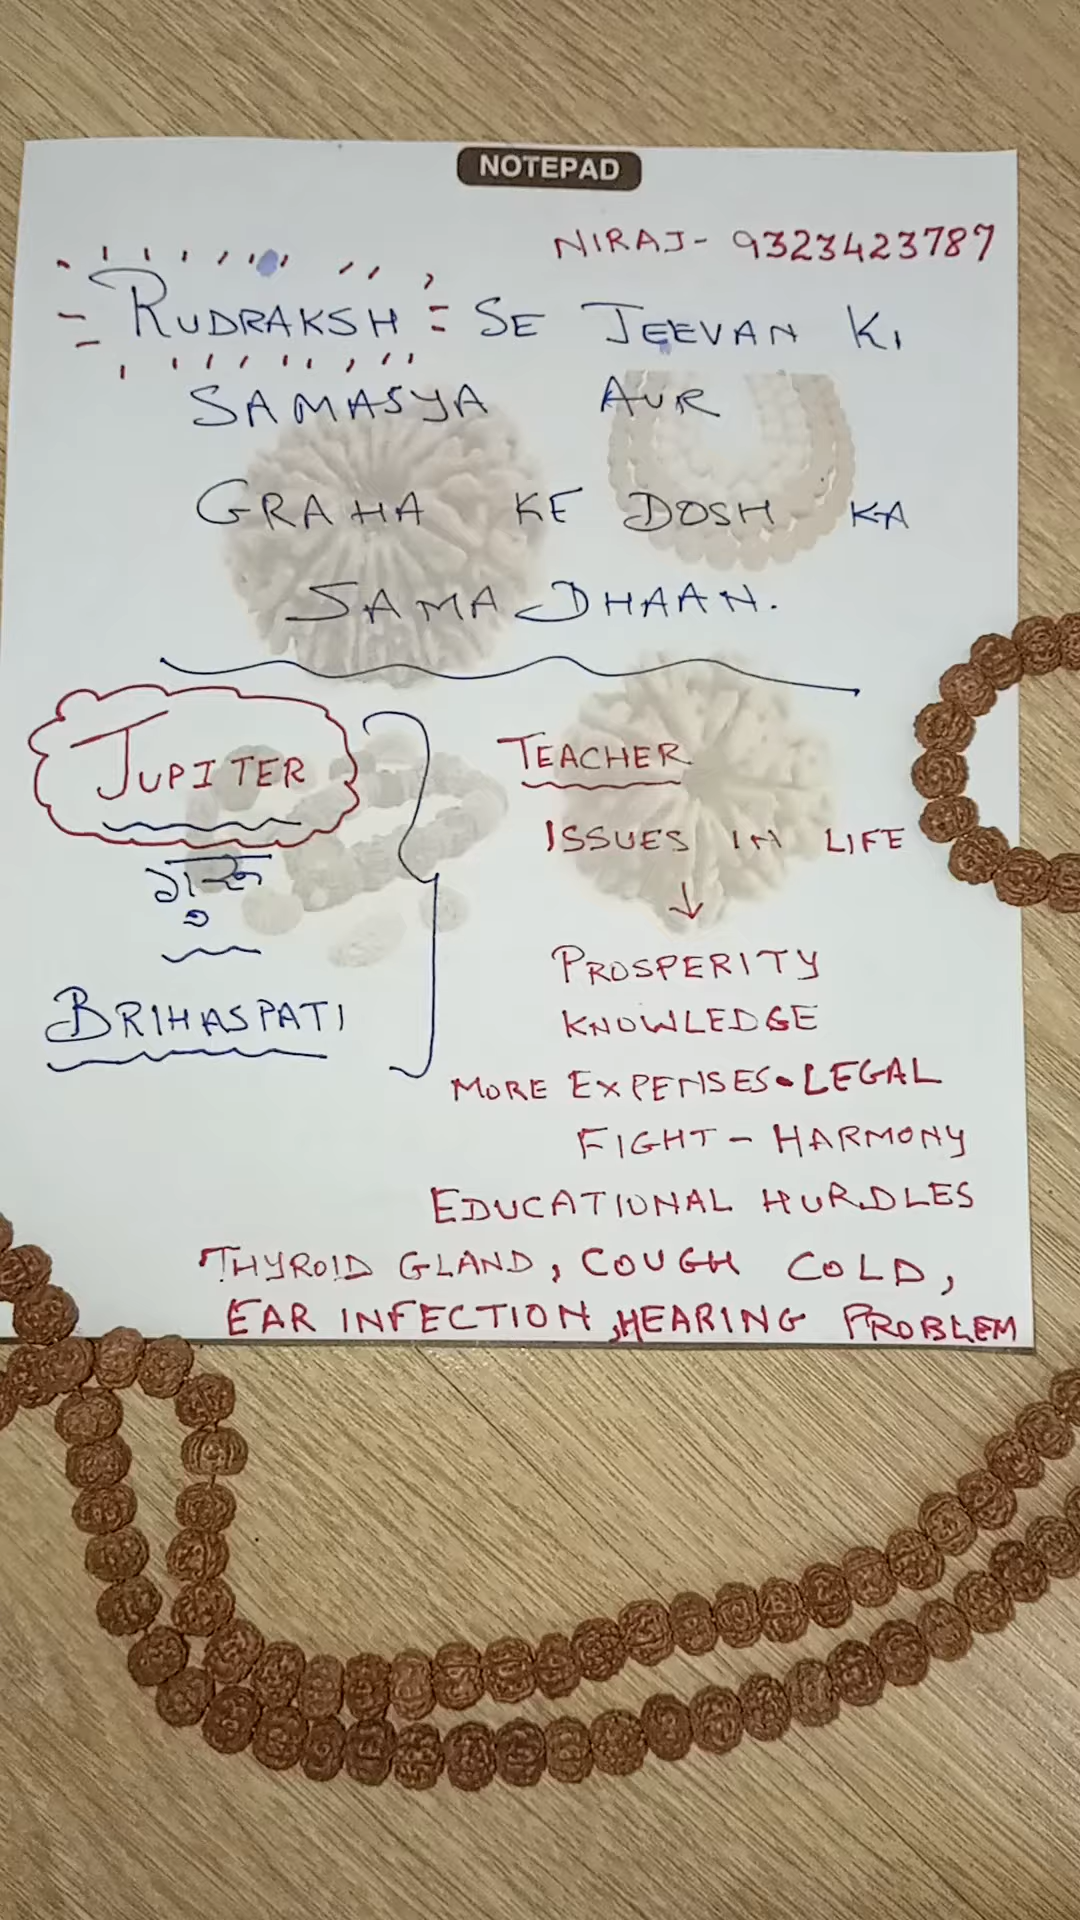 NOTEPAD
NIRAJ- 9323423787
RUDRAKSH SE JEEVAN KI
SAMASYA AUR
GRAHA KE DOSH KA
SAMADHAAN.
JUPITER
गुरू
BRIHASPATI
TEACHER
ISSUES IN LIFE
↓
PROSPERITY
KNOWLEDGE
MORE EXPENSES•LEGAL
FIGHT - HARMONY
EDUCATIONAL HURDLES
THYROID GLAND, COUGH COLD,
EAR INFECTION, HEARING PROBLEM